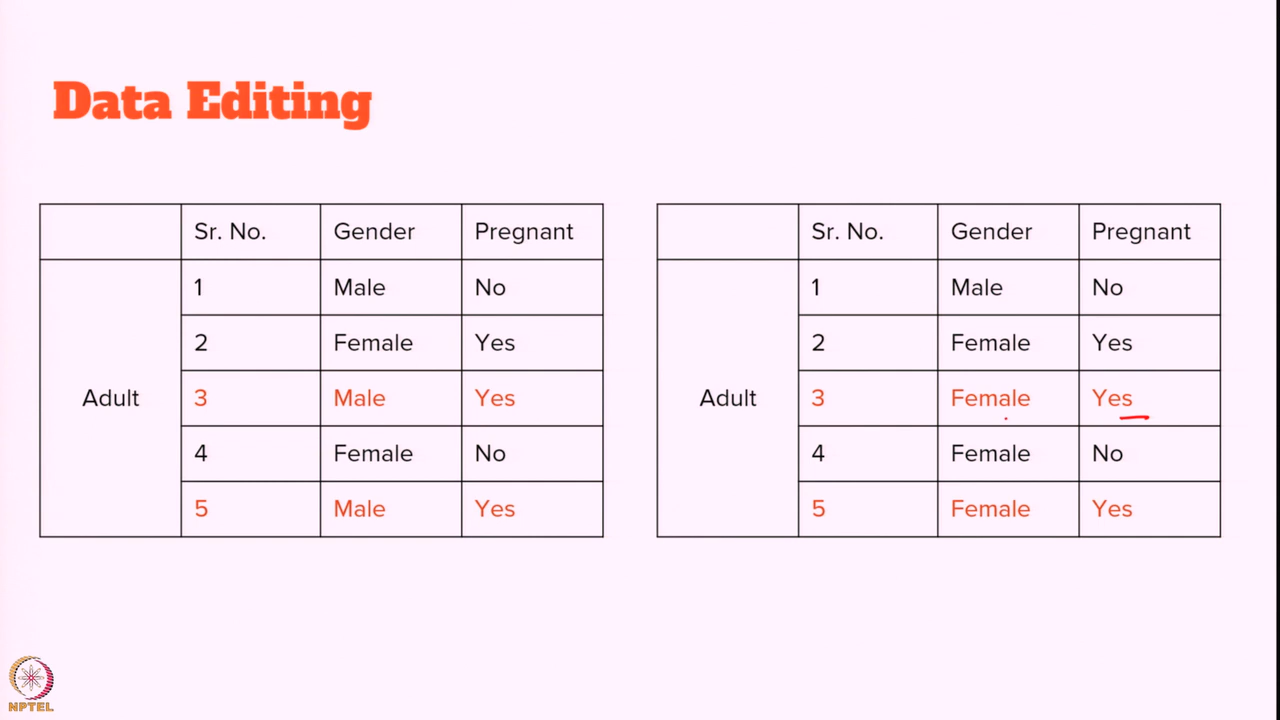 Data Editing
Sr. No. Gender Pregnant
Adult
1 Male No
2 Female Yes
3 Male Yes
4 Female No
5 Male Yes
Sr. No. Gender Pregnant
Adult
1 Male No
2 Female Yes
3 Female Yes
4 Female No
5 Female Yes
NPTEL